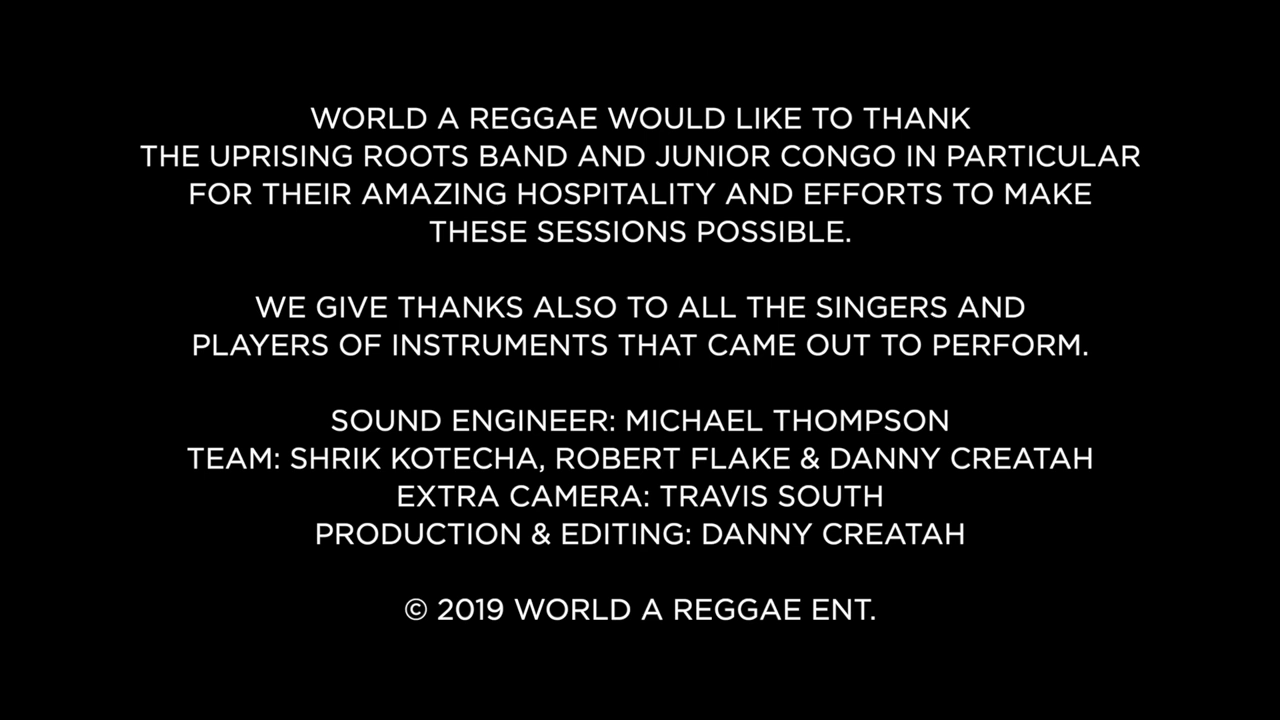 WORLD A REGGAE WOULD LIKE TO THANK
THE UPRISING ROOTS BAND AND JUNIOR CONGO IN PARTICULAR
FOR THEIR AMAZING HOSPITALITY AND EFFORTS TO MAKE
THESE SESSIONS POSSIBLE.
WE GIVE THANKS ALSO TO ALL THE SINGERS AND
PLAYERS OF INSTRUMENTS THAT CAME OUT TO PERFORM.
SOUND ENGINEER: MICHAEL THOMPSON
TEAM: SHRIK KOTECHA, ROBERT FLAKE & DANNY CREATAH
EXTRA CAMERA: TRAVIS SOUTH
PRODUCTION & EDITING: DANNY CREATAH
© 2019 WORLD A REGGAE ENT.